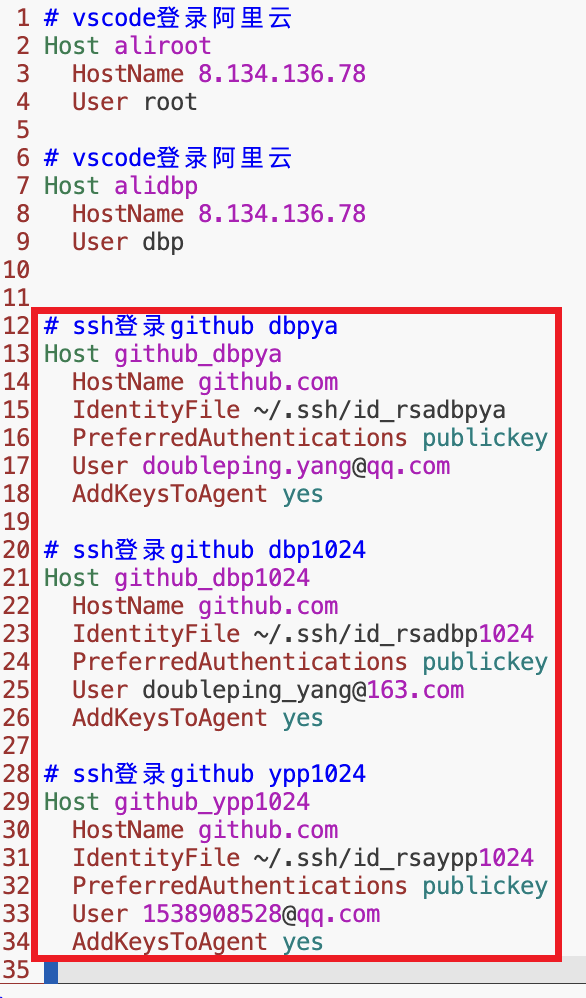 1 # vscode登录阿里云
2 Host aliroot
3   HostName 8.134.136.78
4   User root
5
6 # vscode登录阿里云
7 Host alidbp
8   HostName 8.134.136.78
9   User dbp
10
11
12 # ssh登录github dbpya
13 Host github_dbpya
14   HostName github.com
15   IdentityFile ~/.ssh/id_rsadbpya
16   PreferredAuthentications publickey
17   User doubleping.yang@qq.com
18   AddKeysToAgent yes
19
20 # ssh登录github dbp1024
21 Host github_dbp1024
22   HostName github.com
23   IdentityFile ~/.ssh/id_rsadbp1024
24   PreferredAuthentications publickey
25   User doubleping_yang@163.com
26   AddKeysToAgent yes
27
28 # ssh登录github ypp1024
29 Host github_ypp1024
30   HostName github.com
31   IdentityFile ~/.ssh/id_rsaypp1024
32   PreferredAuthentications publickey
33   User 1538908528@qq.com
34   AddKeysToAgent yes
35